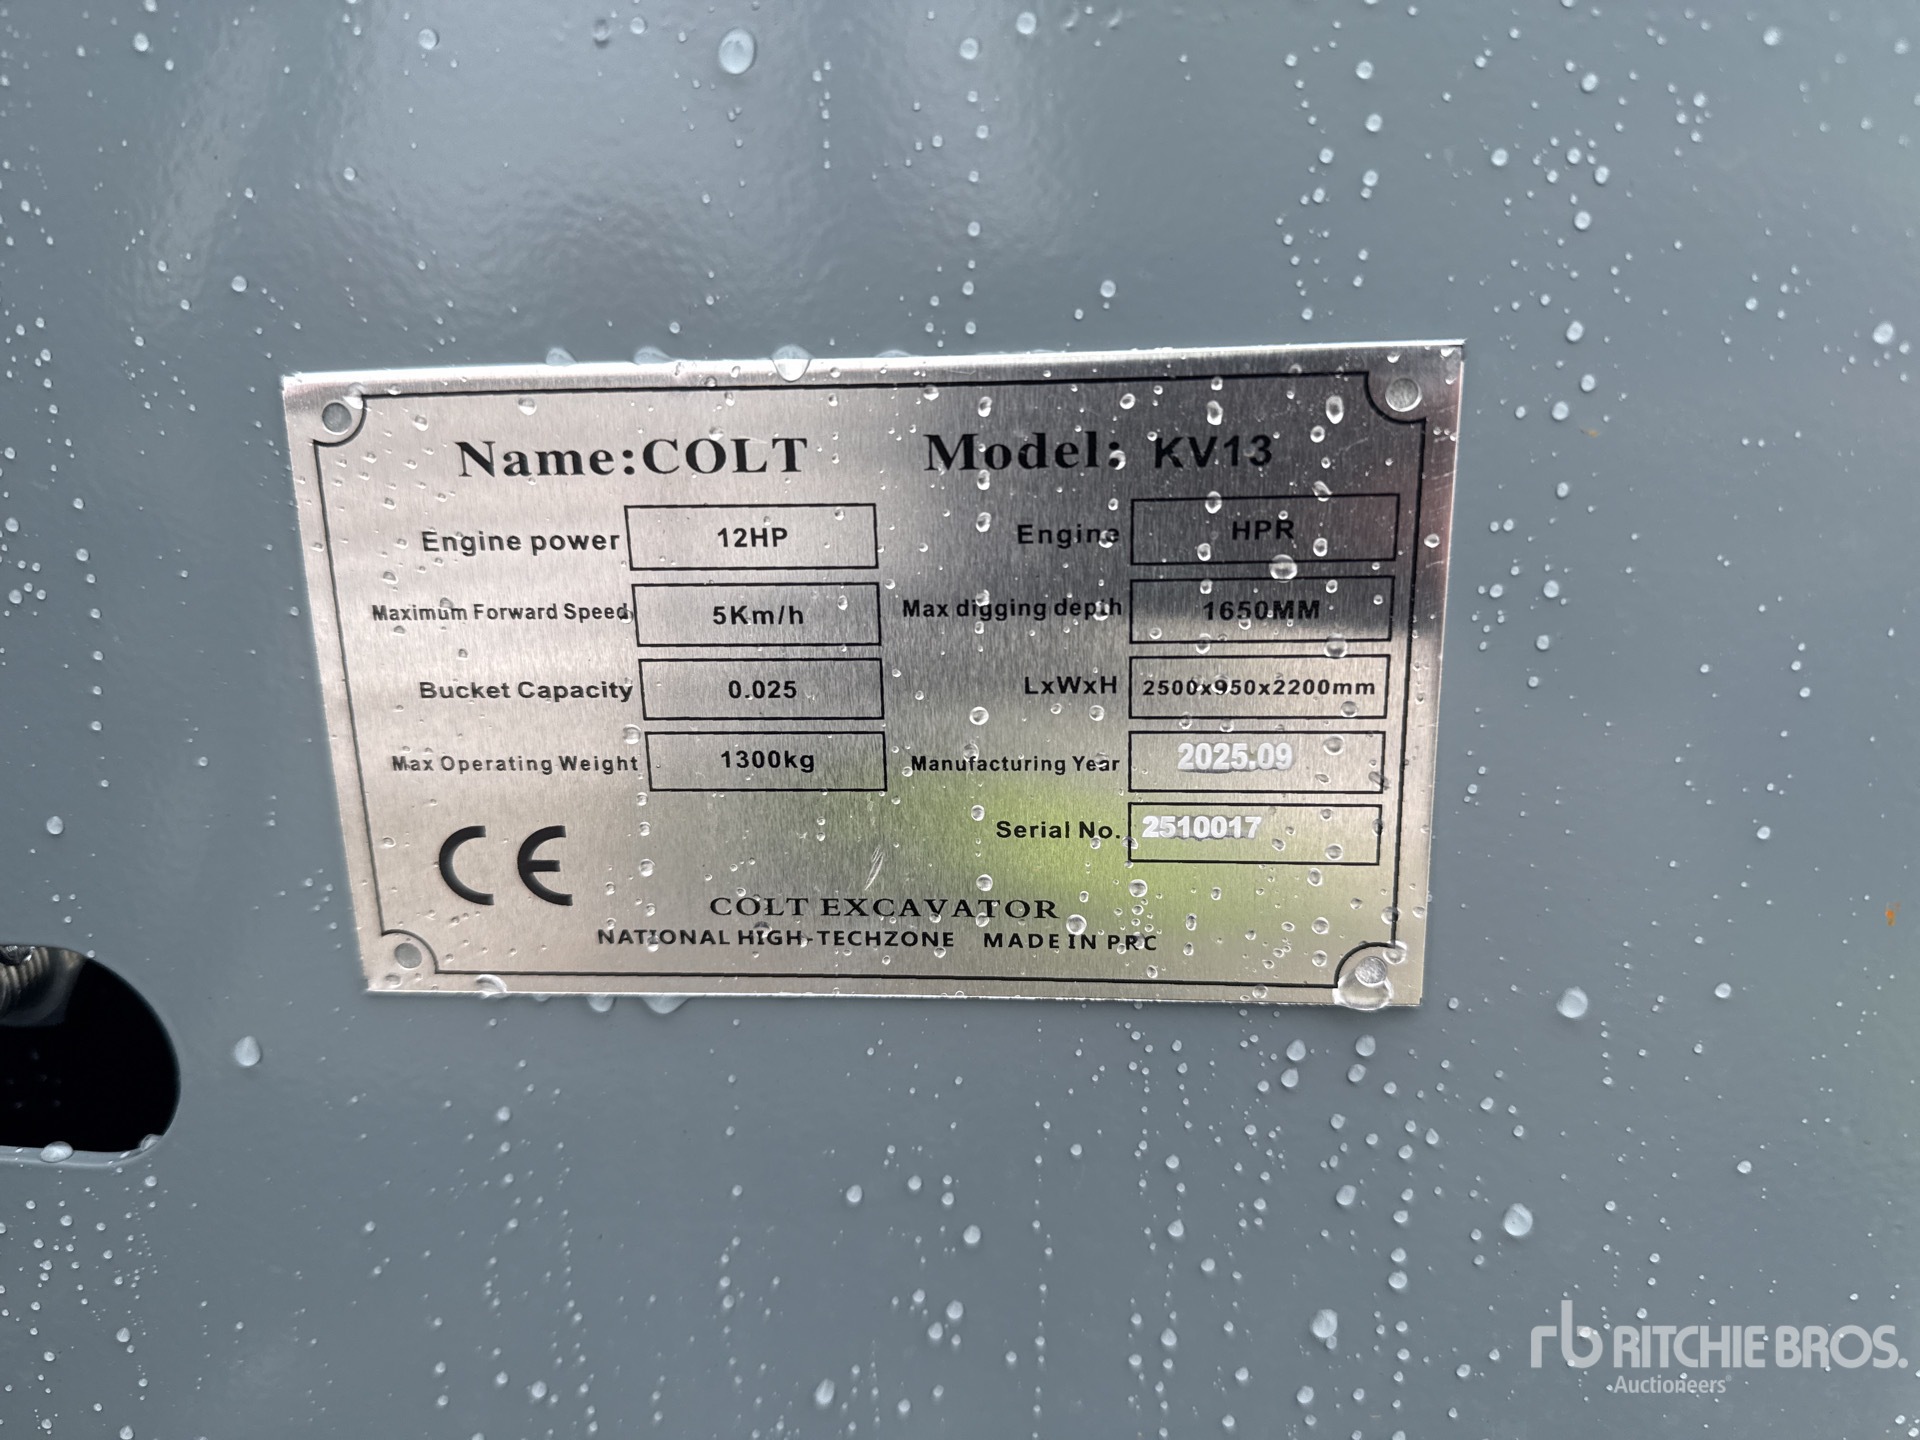 Name:COLT Model: KV13
Engine power 12HP Engine HPR
Maximum Forward Speed 5Km/h Max digging depth 1650MM
Bucket Capacity 0.025 LxWxH 2500x950x2200mm
Max Operating Weight 1300kg Manufacturing Year 2025.09
Serial No. 2510017
CE
COLT EXCAVATOR
NATIONAL HIGH-TECHZONE MADE IN PRC
rb RITCHIE BROS.
Auctioneers